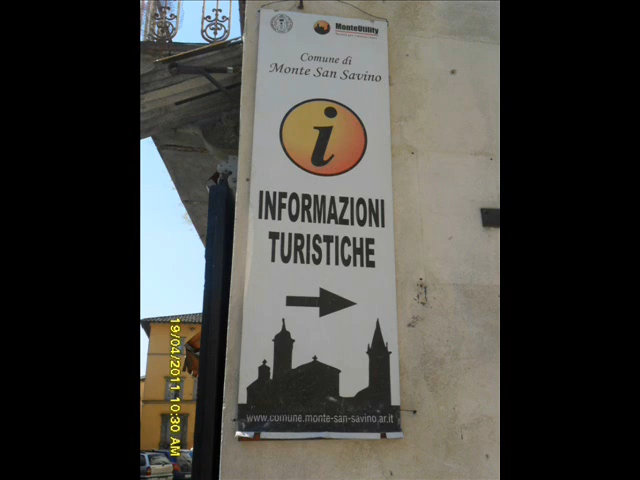 MonteUtility
Comune di
Monte San Savino
i
INFORMAZIONI
TURISTICHE
www.comune.monte-san-savino.ar.it
19/04/2011 10:30 AM